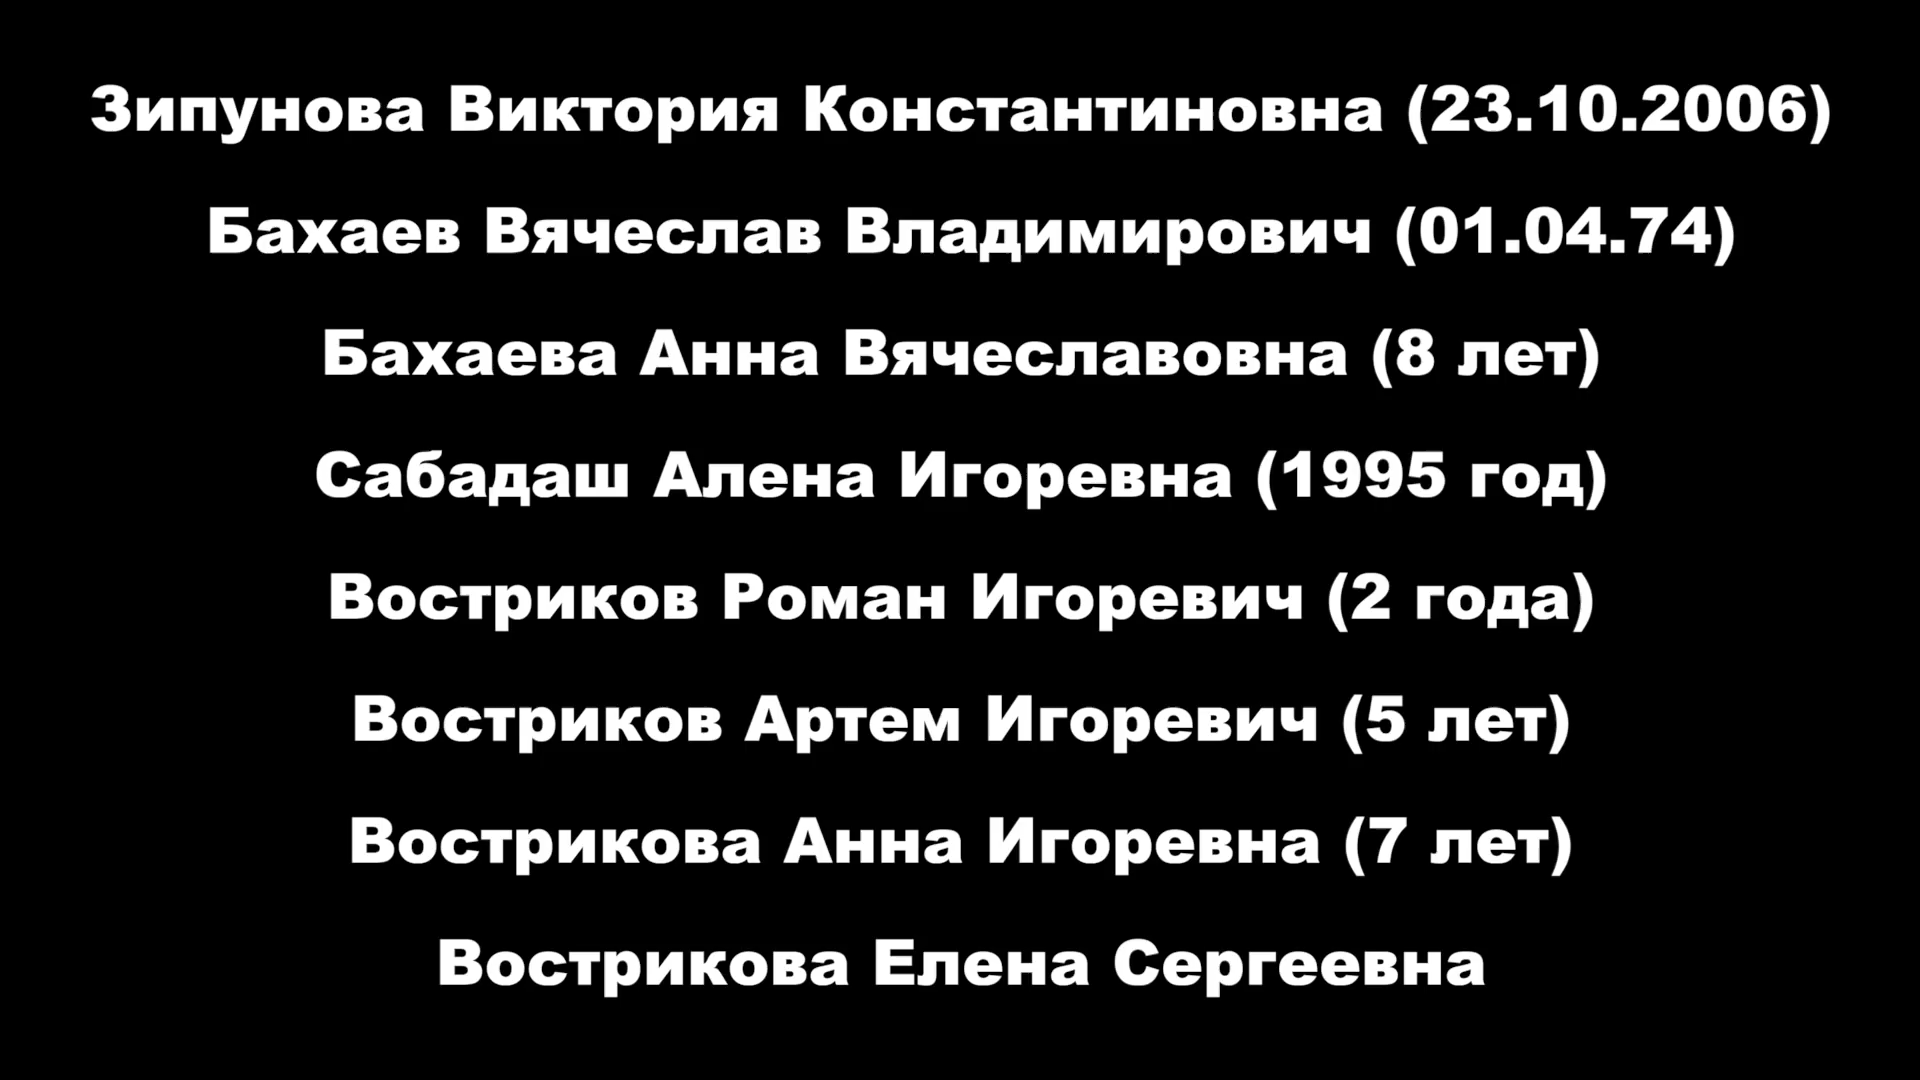 Зипунова Виктория Константиновна (23.10.2006)
Бахаев Вячеслав Владимирович (01.04.74)
Бахаева Анна Вячеславовна (8 лет)
Сабадаш Алена Игоревна (1995 год)
Востриков Роман Игоревич (2 года)
Востриков Артем Игоревич (5 лет)
Вострикова Анна Игоревна (7 лет)
Вострикова Елена Сергеевна